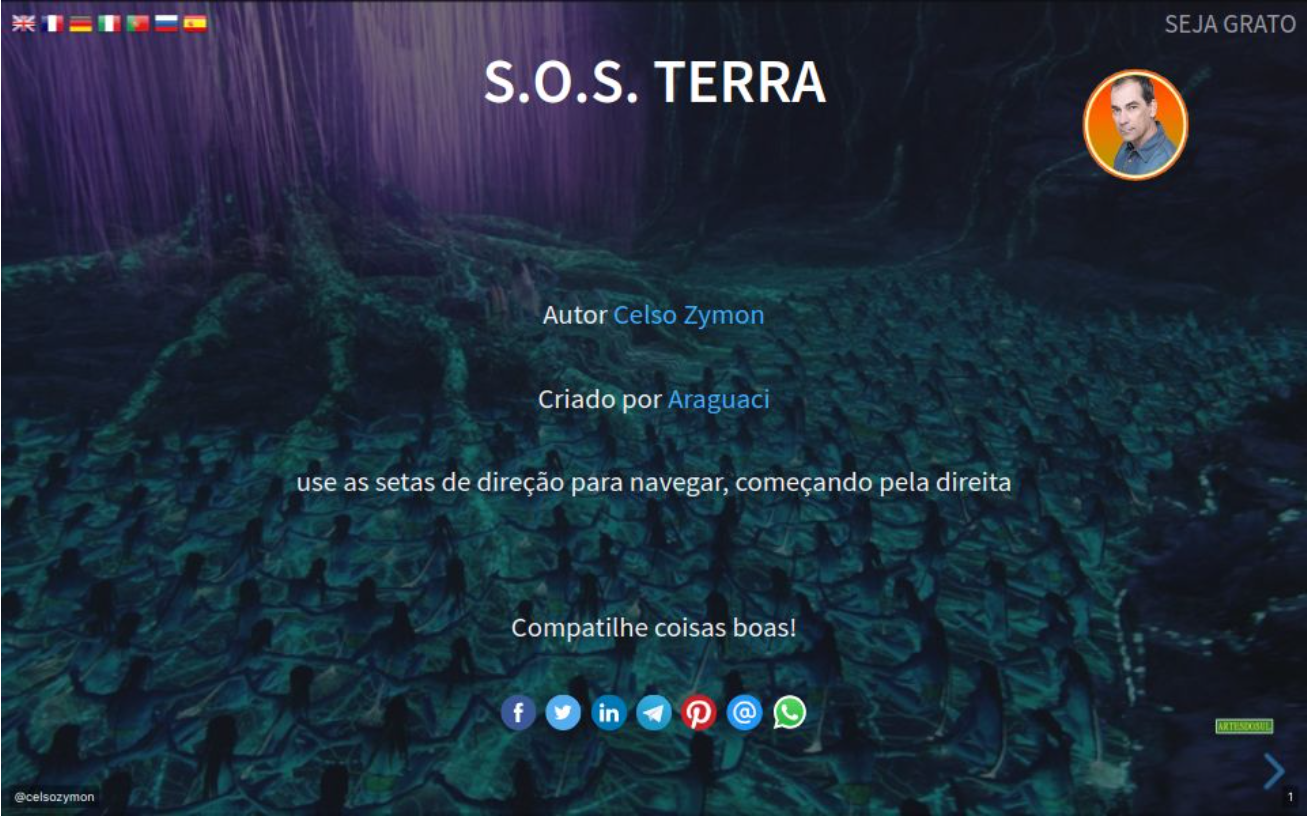 SEJA GRATO
S.O.S. TERRA
Autor Celso Zymon
Criado por Araguaci
use as setas de direção para navegar, começando pela direita
Compatilhe coisas boas!
ARTESDOSUL
@celsozymon
1